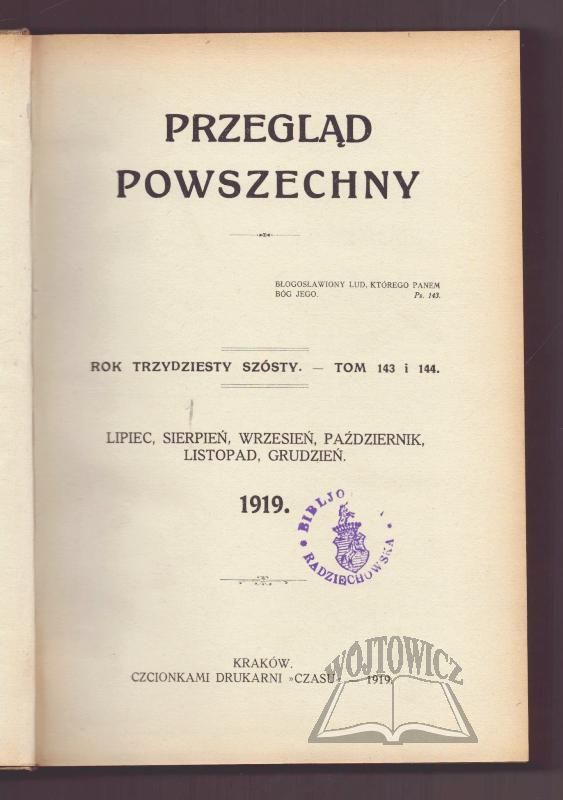 PRZEGLĄD
POWSZECHNY
BŁOGOSŁAWIONY LUD, KTÓREGO PANEM
BÓG JEGO. Ps. 143.
ROK TRZYDZIESTY SZÓSTY. — TOM 143 i 144.
LIPIEC, SIERPIEŃ, WRZESIEŃ, PAŹDZIERNIK,
LISTOPAD, GRUDZIEŃ.
1919.
RADZIECHOWSKA
KRAKÓW.
CZCIONKAMI DRUKARNI »CZASU« 1919.
WÓJTOWICZ